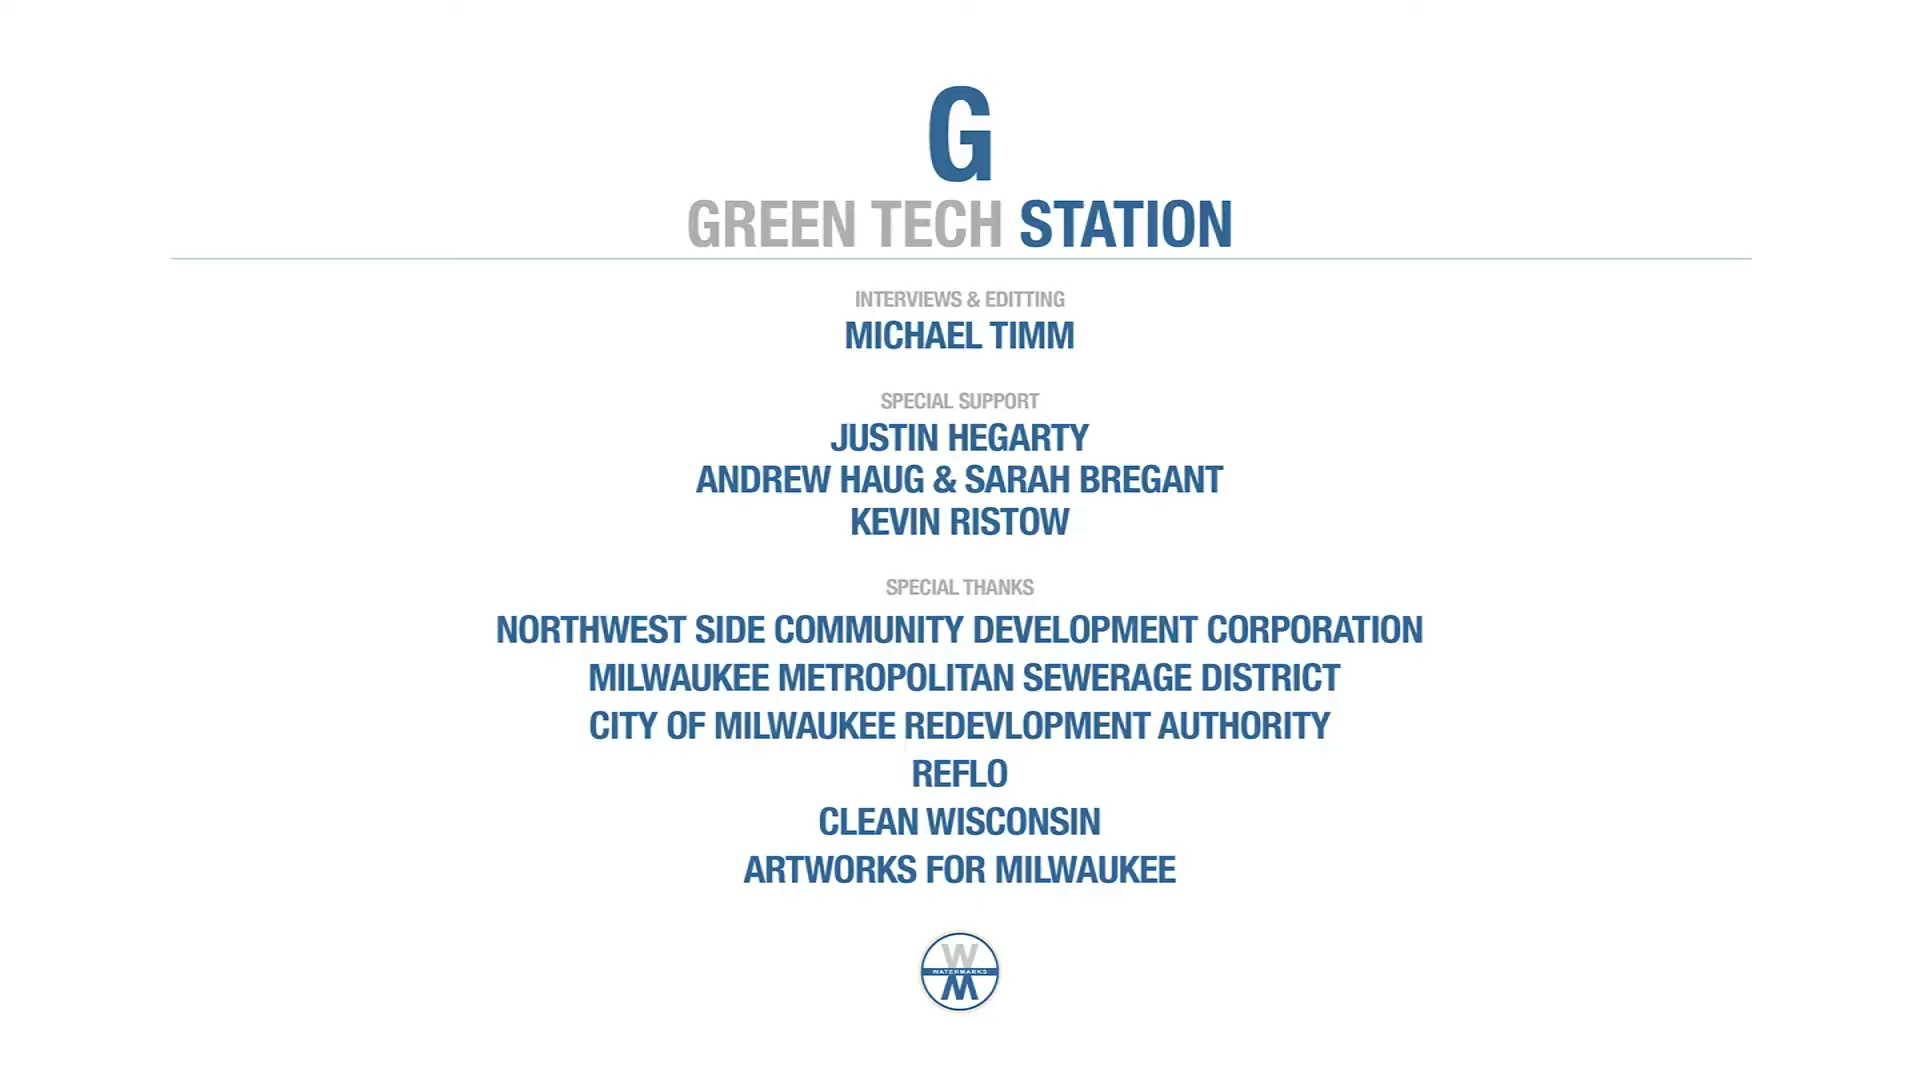 G
GREEN TECH STATION
INTERVIEWS & EDITTING
MICHAEL TIMM
SPECIAL SUPPORT
JUSTIN HEGARTY
ANDREW HAUG & SARAH BREGANT
KEVIN RISTOW
SPECIAL THANKS
NORTHWEST SIDE COMMUNITY DEVELOPMENT CORPORATION
MILWAUKEE METROPOLITAN SEWERAGE DISTRICT
CITY OF MILWAUKEE REDEVLOPMENT AUTHORITY
REFLO
CLEAN WISCONSIN
ARTWORKS FOR MILWAUKEE
W
WATERMARKS
M